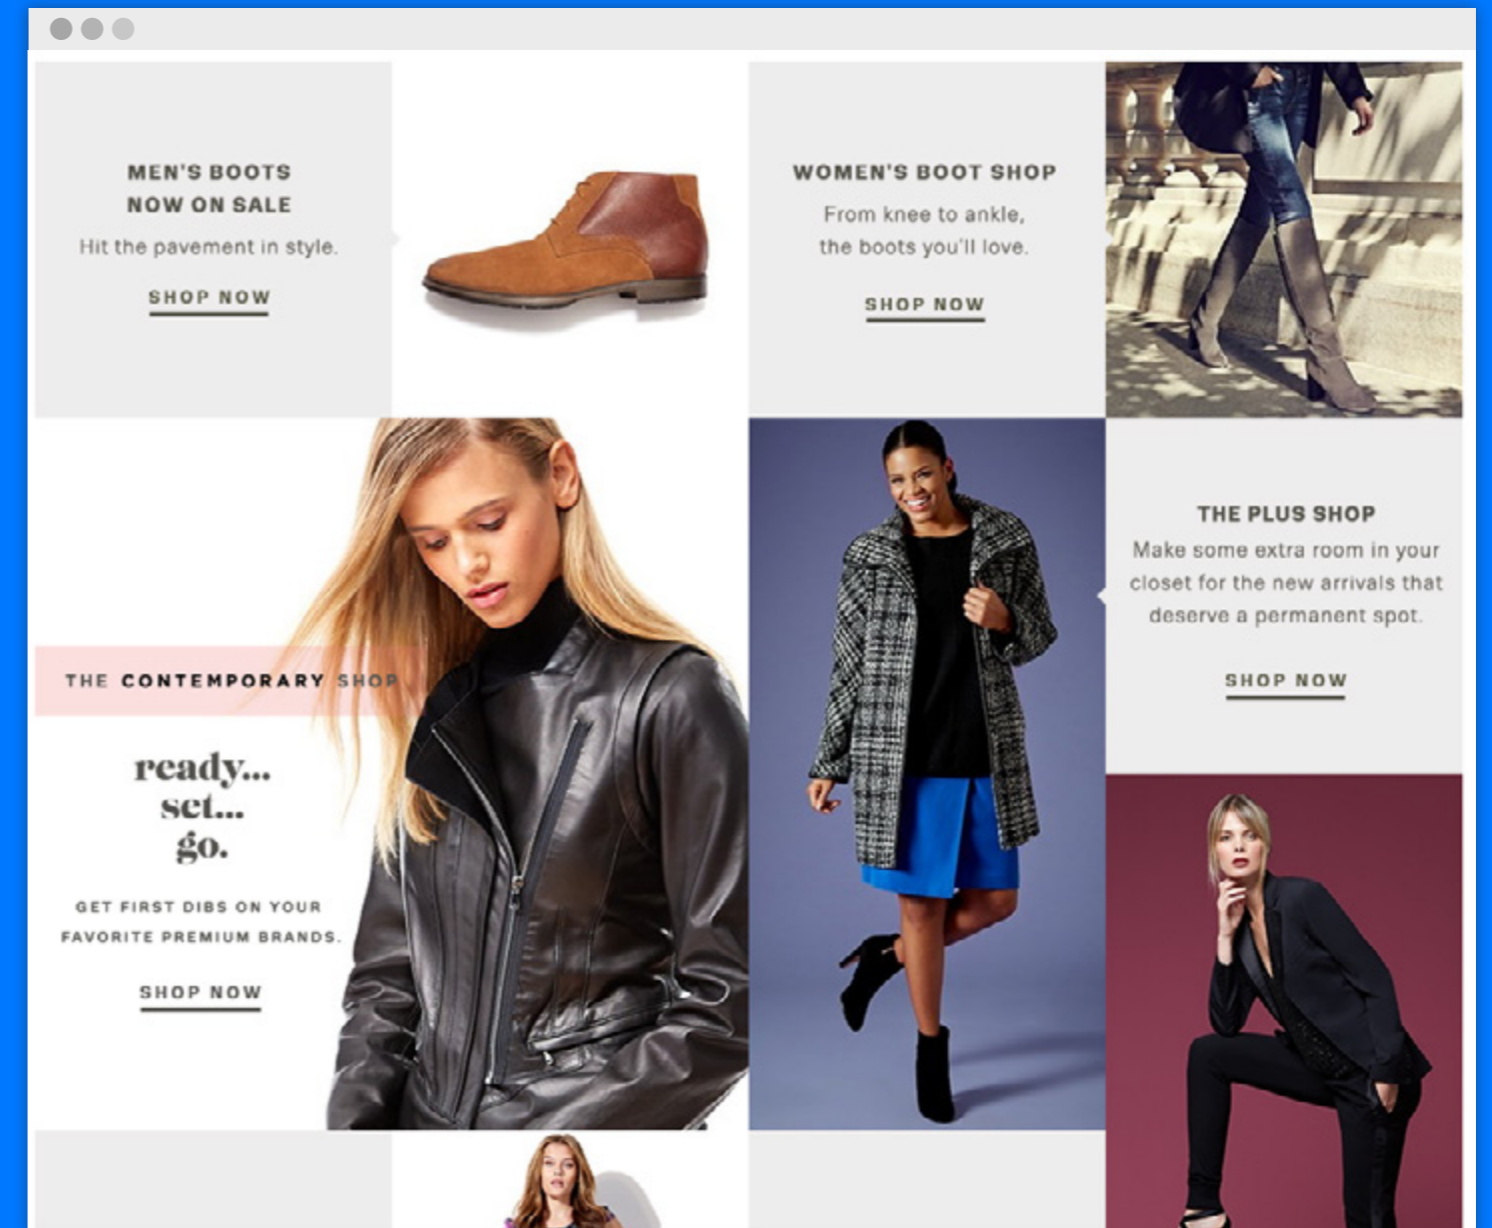 MEN'S BOOTS
NOW ON SALE
Hit the pavement in style.
SHOP NOW
WOMEN'S BOOT SHOP
From knee to ankle,
the boots you'll love.
SHOP NOW
THE CONTEMPORARY SHOP
ready...
set...
go.
GET FIRST DIBS ON YOUR
FAVORITE PREMIUM BRANDS.
SHOP NOW
THE PLUS SHOP
Make some extra room in your
closet for the new arrivals that
deserve a permanent spot.
SHOP NOW